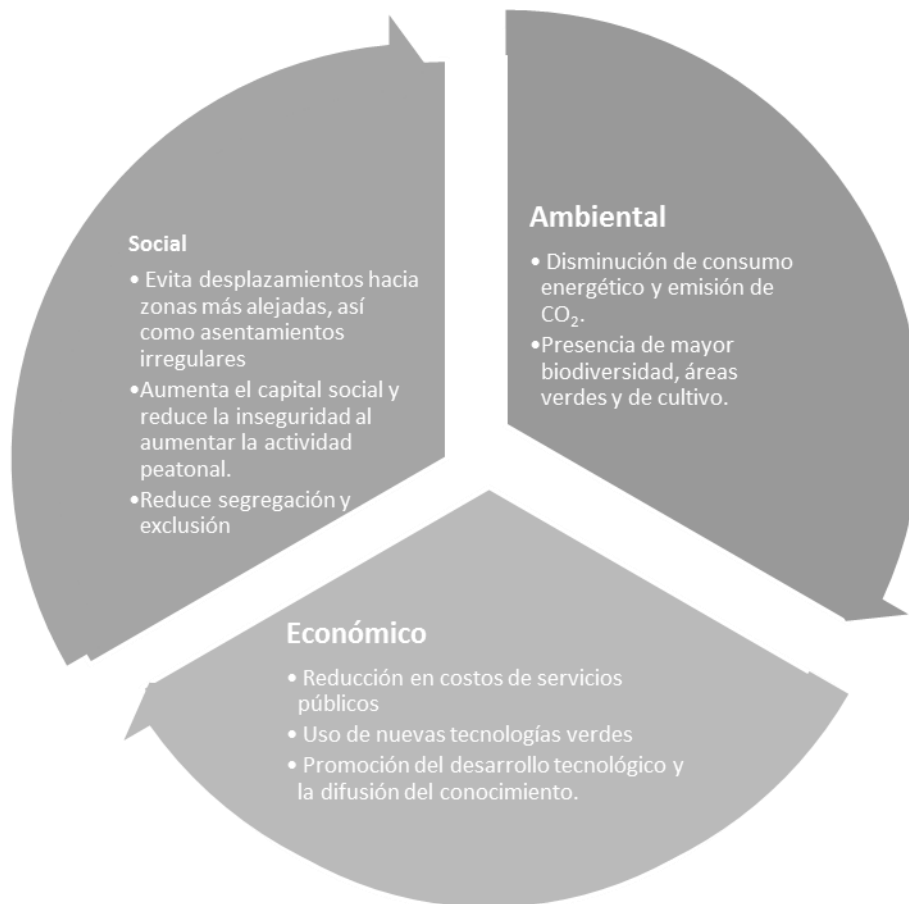 Social
• Evita desplazamientos hacia
zonas más alejadas, así
como asentamientos
irregulares
•Aumenta el capital social y
reduce la inseguridad al
aumentar la actividad
peatonal.
•Reduce segregación y
exclusión
Ambiental
• Disminución de consumo
energético y emisión de
CO₂.
•Presencia de mayor
biodiversidad, áreas
verdes y de cultivo.
Económico
• Reducción en costos de servicios
públicos
• Uso de nuevas tecnologías verdes
• Promoción del desarrollo tecnológico y
la difusión del conocimiento.